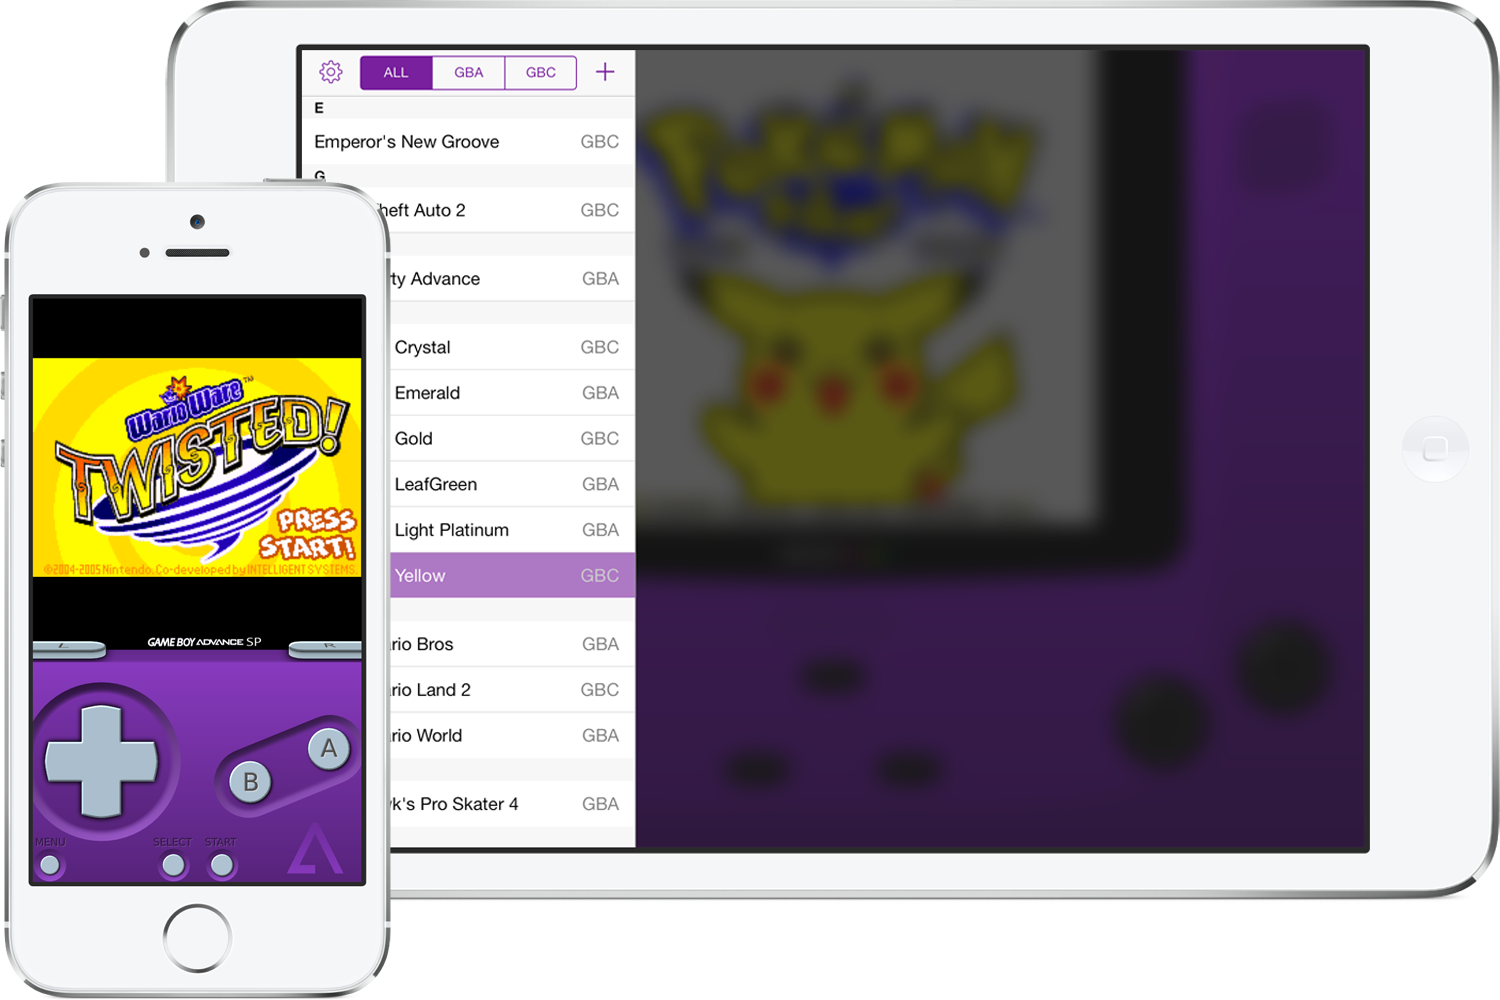 ALL GBA GBC +
E
Emperor's New Groove GBC
G
heft Auto 2 GBC
rty Advance GBA
Crystal GBC
Emerald GBA
Gold GBC
LeafGreen GBA
Light Platinum GBA
Yellow GBC
rio Bros GBA
rio Land 2 GBC
rio World GBA
k's Pro Skater 4 GBA
WarioWare™
TWISTED!
PRESS
START!
©2004-2005 Nintendo. Co-developed by INTELLIGENT SYSTEMS.
L GAME BOY ADVANCE SP R
A
B
MENU SELECT START